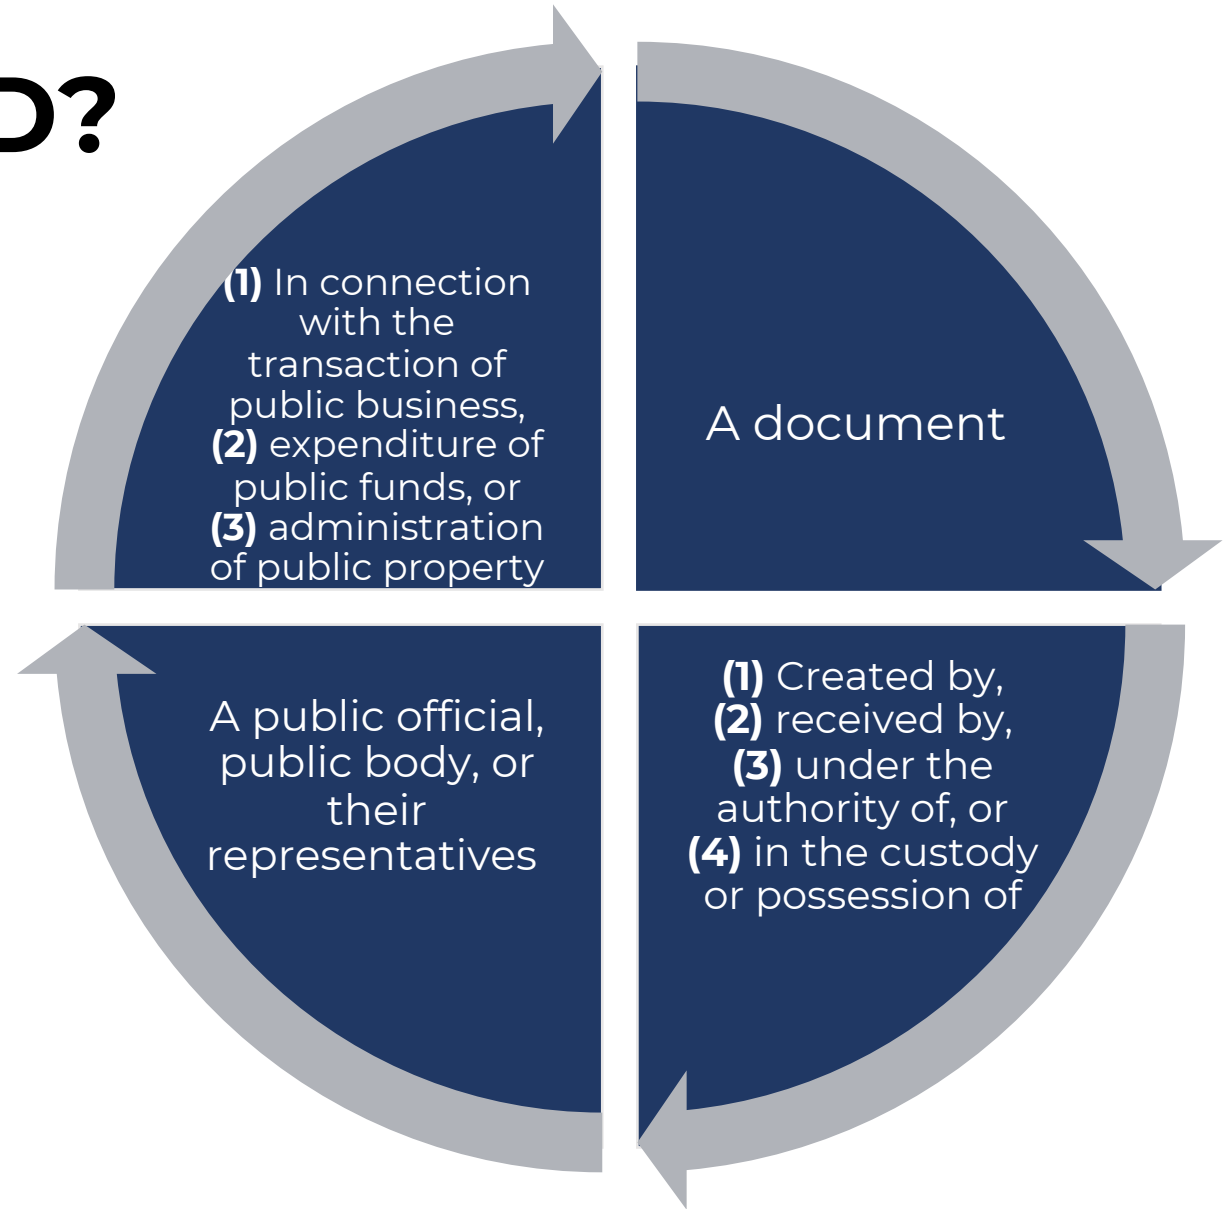 D?
(1) In connection
with the
transaction of
public business,
(2) expenditure of
public funds, or
(3) administration
of public property
A document
A public official,
public body, or
their
representatives
(1) Created by,
(2) received by,
(3) under the
authority of, or
(4) in the custody
or possession of